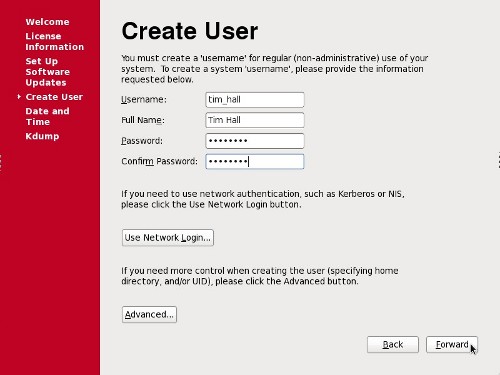 Welcome
License
Information
Set Up
Software
Updates
Create User
Date and
Time
Kdump
Create User
You must create a 'username' for regular (non-administrative) use of your
system.  To create a system 'username', please provide the information
requested below.
Username: tim_hall
Full Name: Tim Hall
Password: ••••••••
Confirm Password: ••••••••
If you need to use network authentication, such as Kerberos or NIS,
please click the Use Network Login button.
Use Network Login...
If you need more control when creating the user (specifying home
directory, and/or UID), please click the Advanced button.
Advanced...
Back Forward